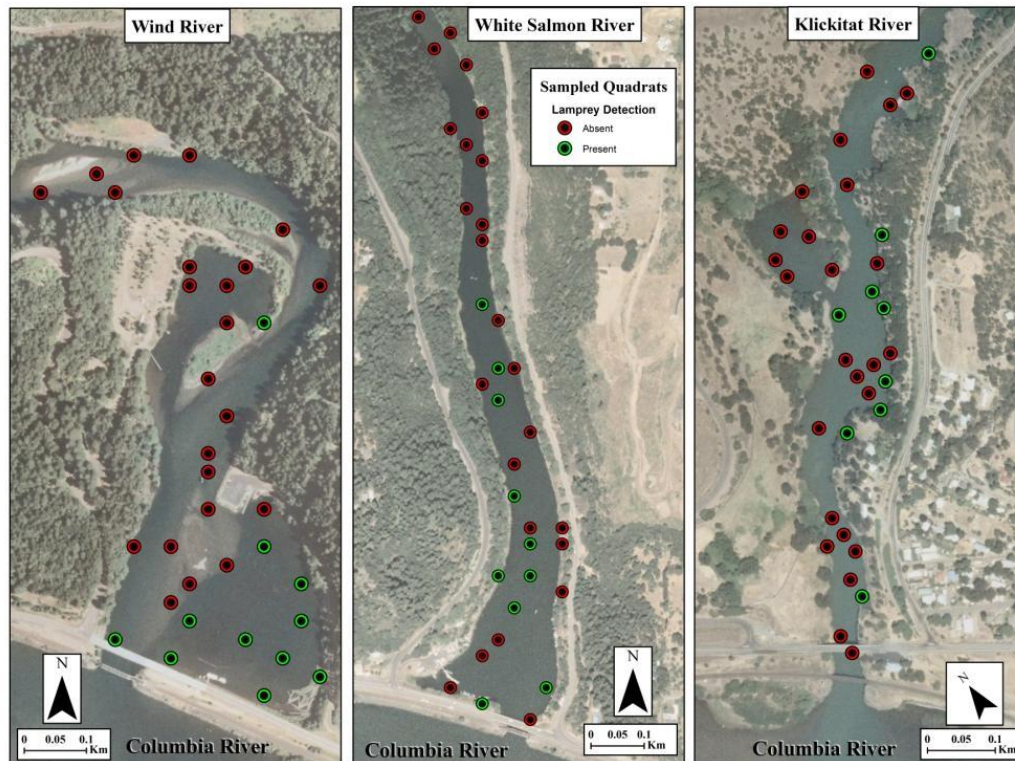 Wind River
White Salmon River
Klickitat River
Sampled Quadrats
Lamprey Detection
Absent
Present
N
0 0.05 0.1
Km
Columbia River
N
0 0.05 0.1
Km
Columbia River
N
0 0.05 0.1
Km
Columbia River